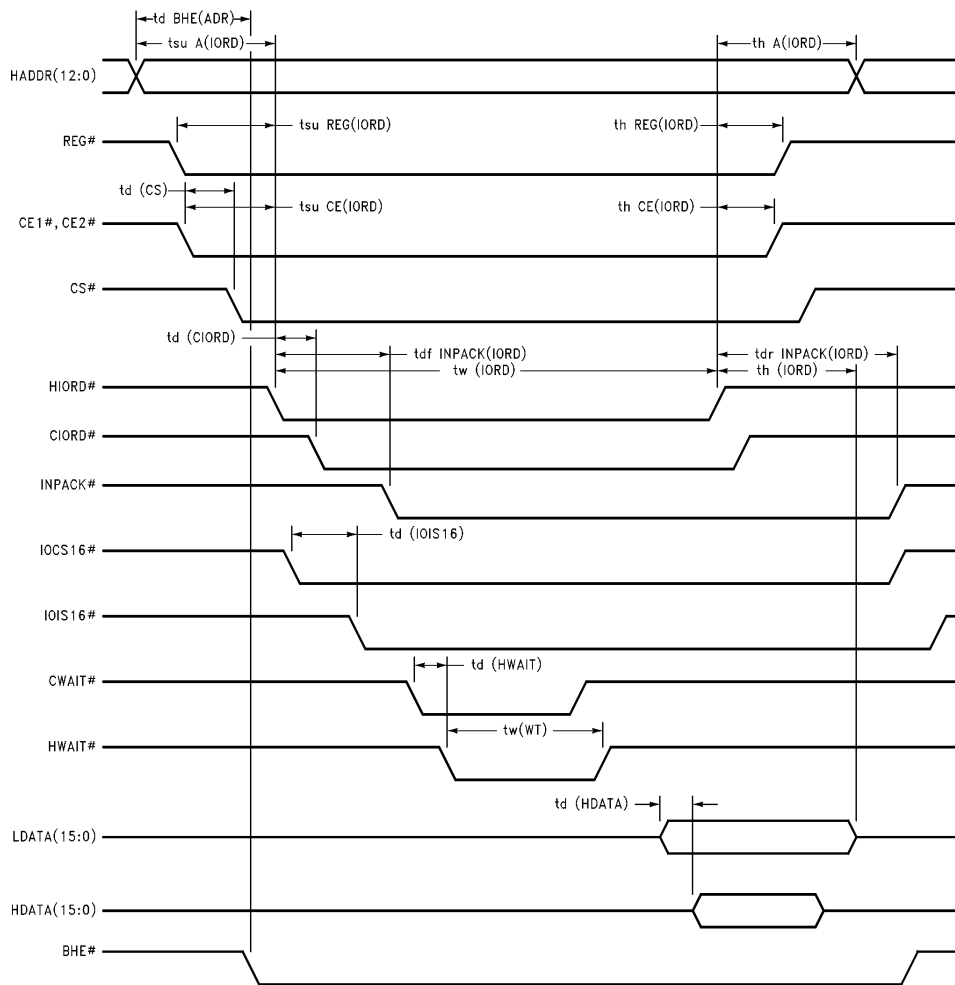 td BHE(ADR)
tsu A(IORD)
th A(IORD)
HADDR(12:0)
tsu REG(IORD)
th REG(IORD)
REG#
td (CS)
tsu CE(IORD)
th CE(IORD)
CE1#,CE2#
CS#
td (CIORD)
tdf INPACK(IORD)
tdr INPACK(IORD)
tw (IORD)
th (IORD)
HIORD#
CIORD#
INPACK#
td (IOIS16)
IOCS16#
IOIS16#
td (HWAIT)
CWAIT#
tw(WT)
HWAIT#
td (HDATA)
LDATA(15:0)
HDATA(15:0)
BHE#